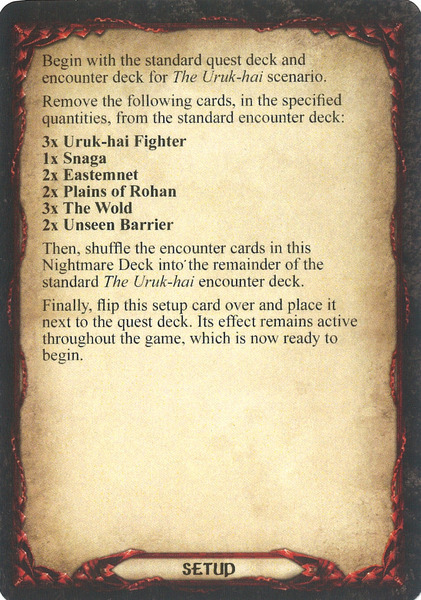 Begin with the standard quest deck and
encounter deck for The Uruk-hai scenario.
Remove the following cards, in the specified
quantities, from the standard encounter deck:
3x Uruk-hai Fighter
1x Snaga
2x Eastemnet
2x Plains of Rohan
3x The Wold
2x Unseen Barrier
Then, shuffle the encounter cards in this
Nightmare Deck into the remainder of the
standard The Uruk-hai encounter deck.
Finally, flip this setup card over and place it
next to the quest deck. Its effect remains active
throughout the game, which is now ready to
begin.
SETUP